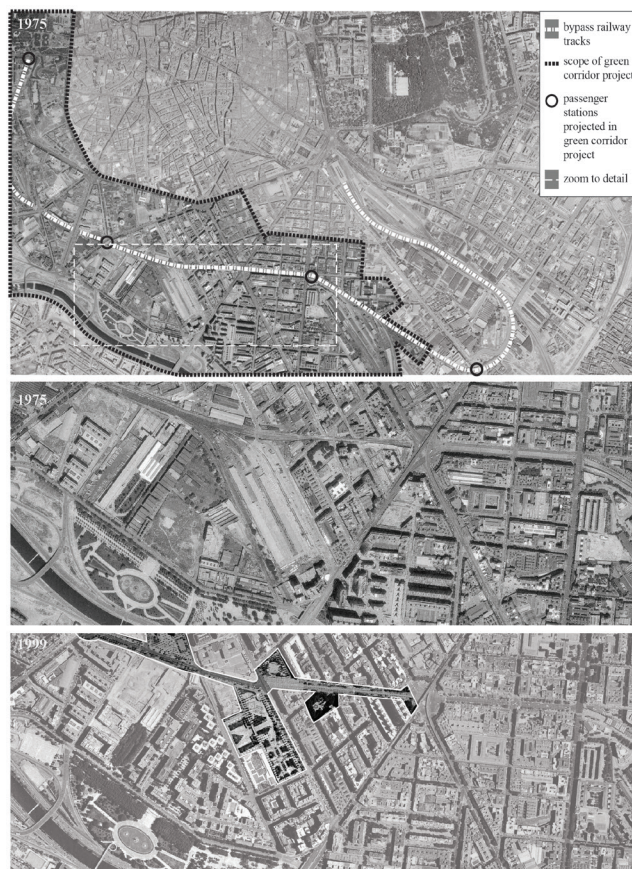 1975
bypass railway
tracks
scope of green
corridor project
passenger
stations
projected in
green corridor
project
zoom to detail
1975
1999